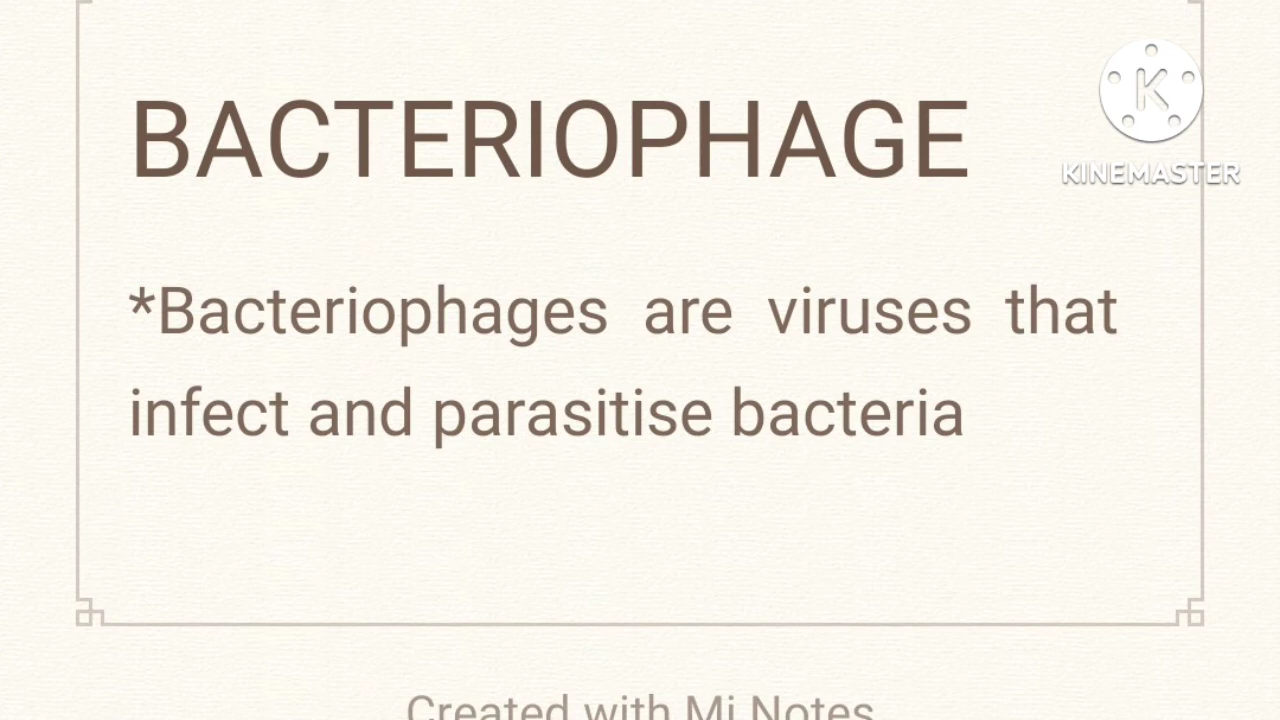 BACTERIOPHAGE
K
KINEMASTER
*Bacteriophages are viruses that
infect and parasitise bacteria
Created with Mi Notes